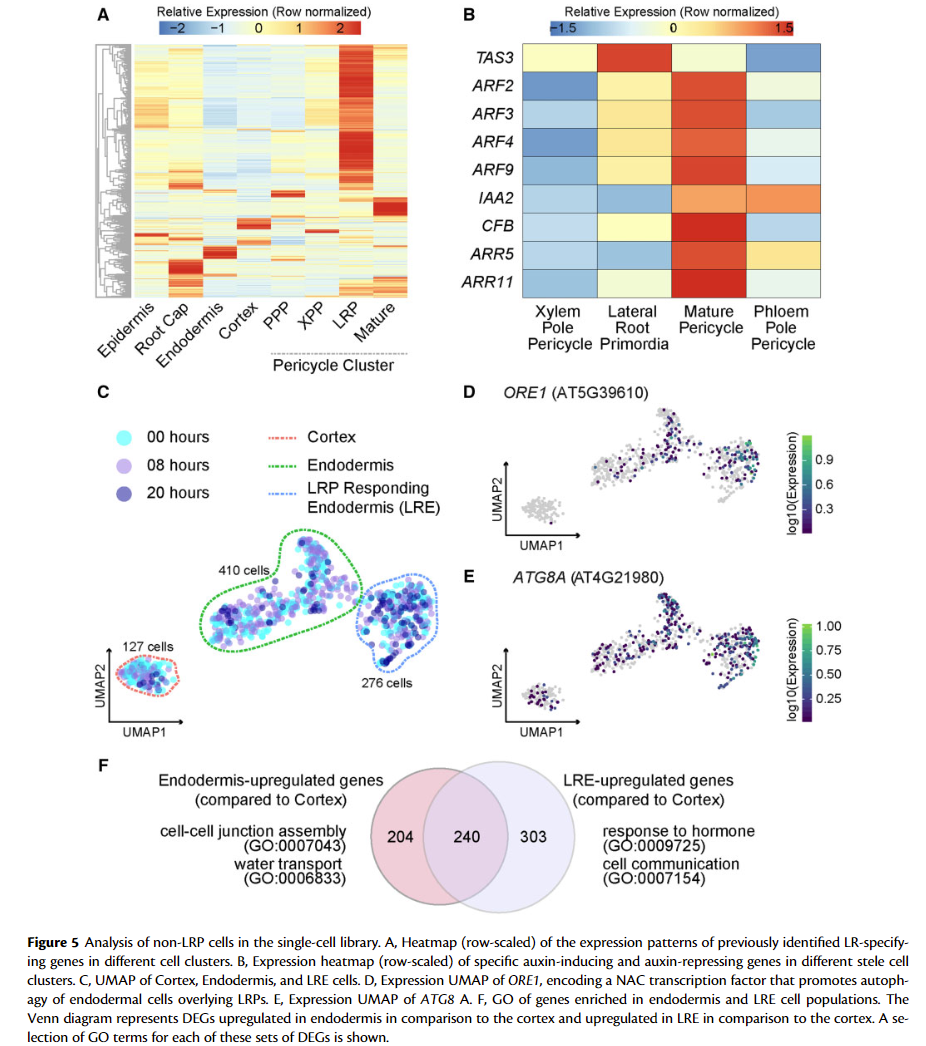 A
Relative Expression (Row normalized)
−2 −1 0 1 2
Epidermis
Root Cap
Endodermis
Cortex
PPP
XPP
LRP
Mature
Pericycle Cluster
B
Relative Expression (Row normalized)
−1.5 0 1.5
TAS3
ARF2
ARF3
ARF4
ARF9
IAA2
CFB
ARR5
ARR11
Xylem
Pole
Pericycle
Lateral
Root
Primordia
Mature
Pericycle
Phloem
Pole
Pericycle
C
00 hours
08 hours
20 hours
Cortex
Endodermis
LRP Responding
Endodermis (LRE)
410 cells
127 cells
276 cells
UMAP2
UMAP1
D
ORE1 (AT5G39610)
UMAP2
UMAP1
log10(Expression)
0.9
0.6
0.3
E
ATG8A (AT4G21980)
UMAP2
UMAP1
log10(Expression)
1.00
0.75
0.50
0.25
F
Endodermis-upregulated genes
(compared to Cortex)
cell-cell junction assembly
(GO:0007043)
water transport
(GO:0006833)
204 240 303
LRE-upregulated genes
(compared to Cortex)
response to hormone
(GO:0009725)
cell communication
(GO:0007154)
Figure 5 Analysis of non-LRP cells in the single-cell library. A, Heatmap (row-scaled) of the expression patterns of previously identified LR-specify-
ing genes in different cell clusters. B, Expression heatmap (row-scaled) of specific auxin-inducing and auxin-repressing genes in different stele cell
clusters. C, UMAP of Cortex, Endodermis, and LRE cells. D, Expression UMAP of ORE1, encoding a NAC transcription factor that promotes autoph-
agy of endodermal cells overlying LRPs. E, Expression UMAP of ATG8 A. F, GO of genes enriched in endodermis and LRE cell populations. The
Venn diagram represents DEGs upregulated in endodermis in comparison to the cortex and upregulated in LRE in comparison to the cortex. A se-
lection of GO terms for each of these sets of DEGs is shown.